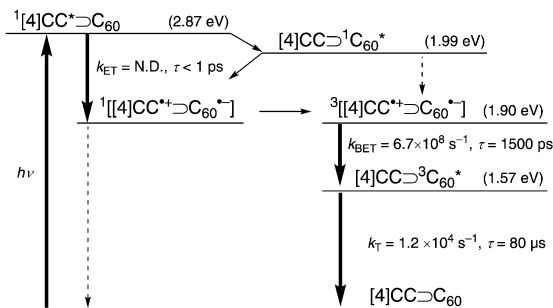 ¹[4]CC*⊃C₆₀ (2.87 eV)
[4]CC⊃¹C₆₀* (1.99 eV)
k_ET = N.D., τ < 1 ps
¹[[4]CC•⁺⊃C₆₀•⁻] ³[[4]CC•⁺⊃C₆₀•⁻] (1.90 eV)
k_BET = 6.7×10⁸ s⁻¹, τ = 1500 ps
hν
[4]CC⊃³C₆₀* (1.57 eV)
k_T = 1.2 ×10⁴ s⁻¹, τ = 80 μs
[4]CC⊃C₆₀